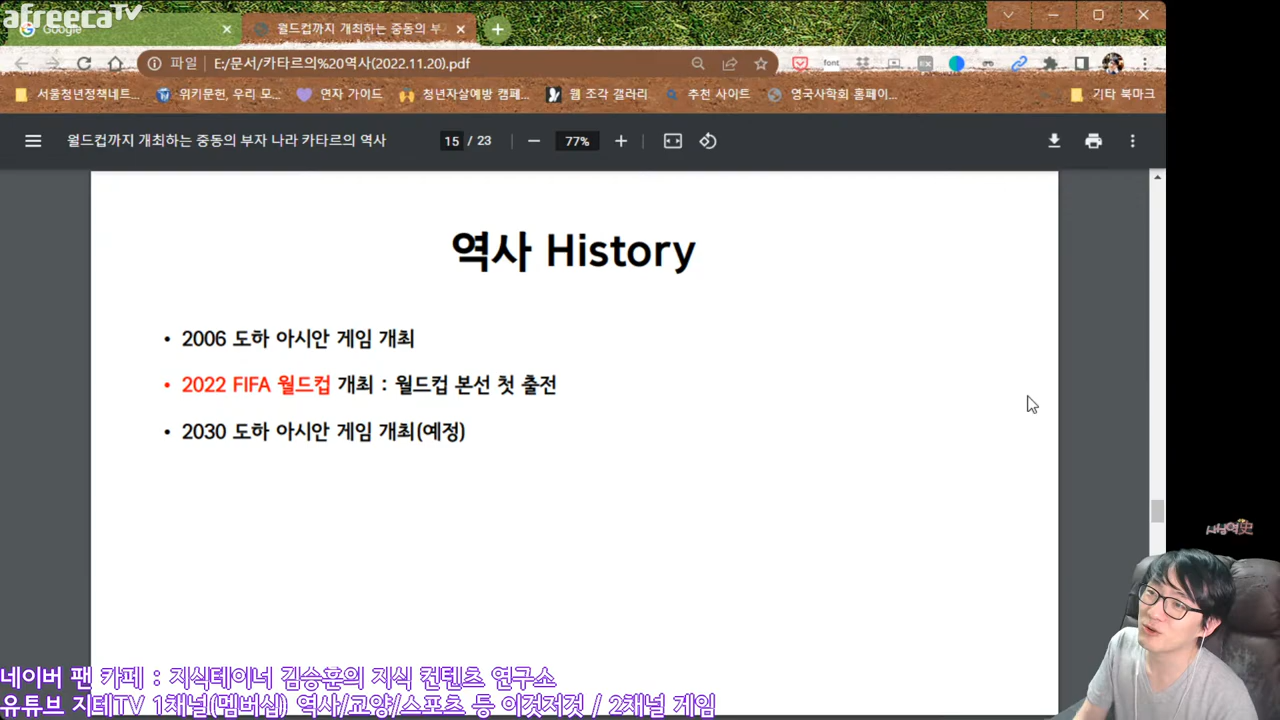 afreecaTV
Google
월드컵까지 개최하는 중동의 부
파일 E:/문서/카타르의%20역사(2022.11.20).pdf
서울청년정책네트... 위키문헌, 우리 모... 연자 가이드 청년자살예방 캠페... 웹 조각 갤러리 추천 사이트 영국사학회 홈페이... 기타 북마크
월드컵까지 개최하는 중동의 부자 나라 카타르의 역사 15 / 23 77%
역사 History
• 2006 도하 아시안 게임 개최
• 2022 FIFA 월드컵 개최 : 월드컵 본선 첫 출전
• 2030 도하 아시안 게임 개최(예정)
네이버 팬 카페 : 지식테이너 김승훈의 지식 컨텐츠 연구소
유튜브 지테TV 1채널(멤버십) 역사/교양/스포츠 등 이것저것 / 2채널 게임